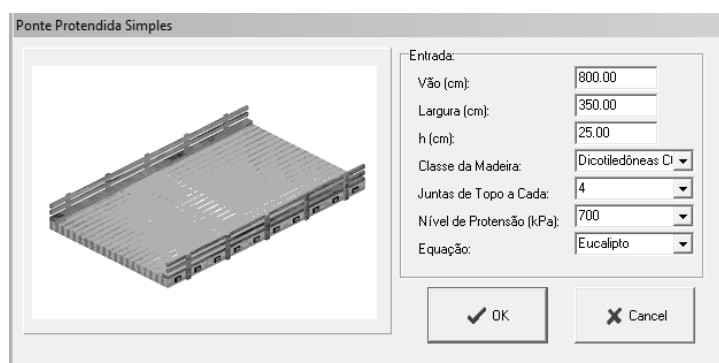 Ponte Protendida Simples
Entrada:
Vão (cm): 800.00
Largura (cm): 350.00
h (cm): 25.00
Classe da Madeira: Dicotiledôneas
Juntas de Topo a Cada: 4
Nível de Protensão (kPa): 700
Equação: Eucalipto
OK Cancel